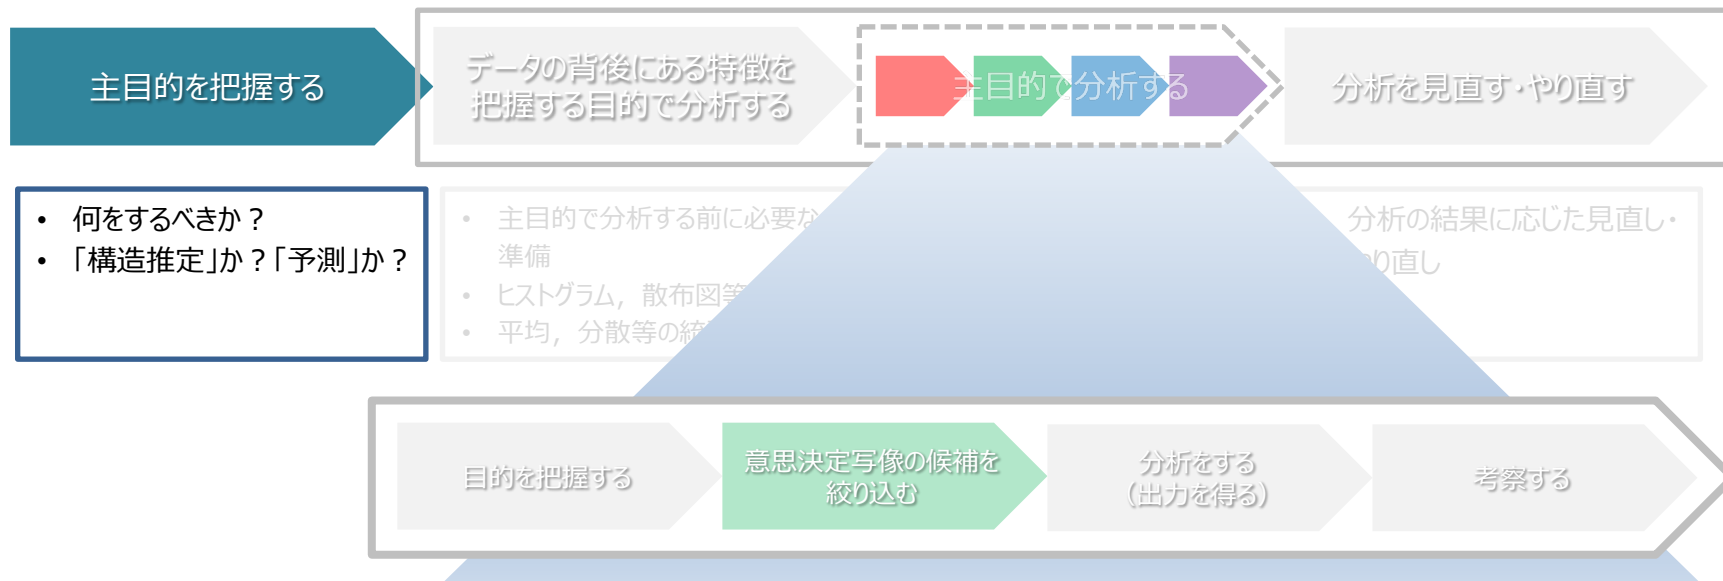 主目的を把握する
データの背後にある特徴を
把握する目的で分析する
主目的で分析する
分析を見直す・やり直す
• 何をするべきか？
• 「構造推定」か？「予測」か？
• 主目的で分析する前に必要な
準備
• ヒストグラム，散布図等
• 平均，分散等の統
分析の結果に応じた見直し・
り直し
目的を把握する
意思決定写像の候補を
絞り込む
分析をする
（出力を得る）
考察する